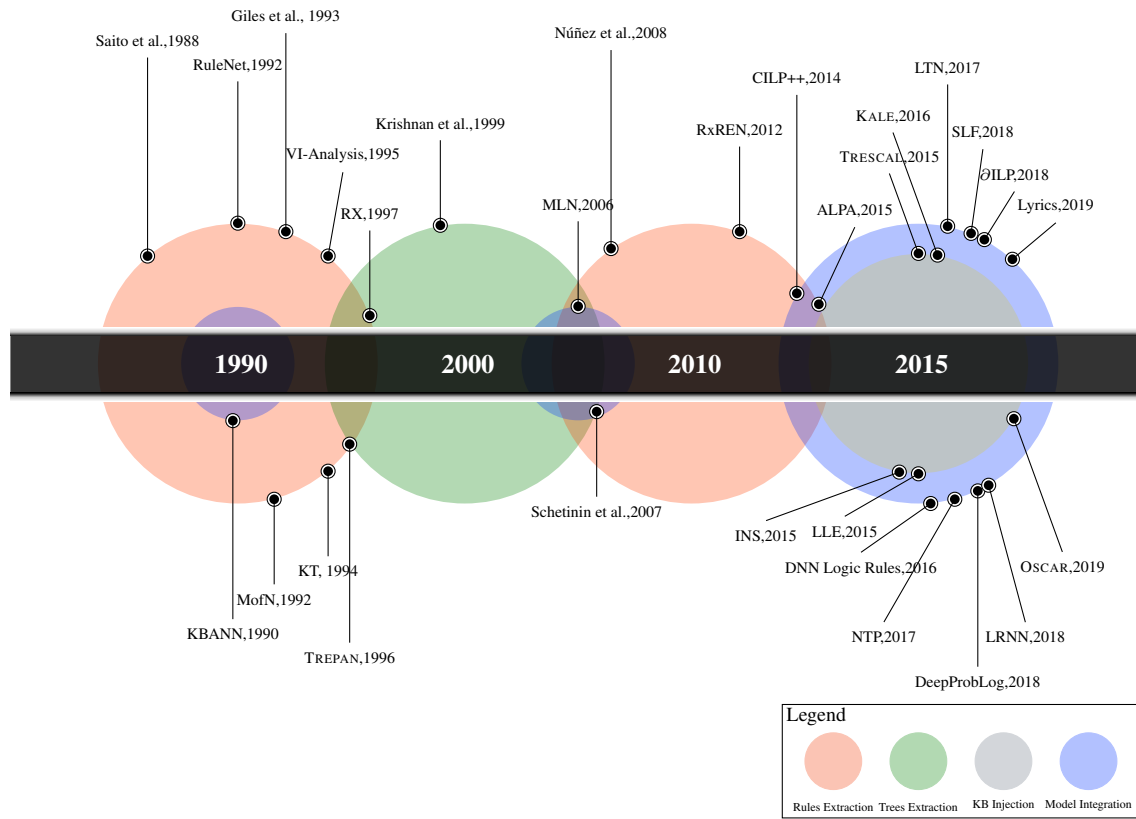 Giles et al., 1993
Saito et al.,1988
RuleNet,1992
Núñez et al.,2008
LTN,2017
CILP++,2014
KALE,2016
Krishnan et al.,1999
RxREN,2012
SLF,2018
VI-Analysis,1995
TRESCAL,2015
∂ILP,2018
RX,1997
MLN,2006
ALPA,2015
Lyrics,2019
1990
2000
2010
2015
Schetinin et al.,2007
INS,2015
LLE,2015
KT, 1994
DNN Logic Rules,2016
OSCAR,2019
MofN,1992
KBANN,1990
NTP,2017
LRNN,2018
TREPAN,1996
DeepProbLog,2018
Legend
Rules Extraction
Trees Extraction
KB Injection
Model Integration